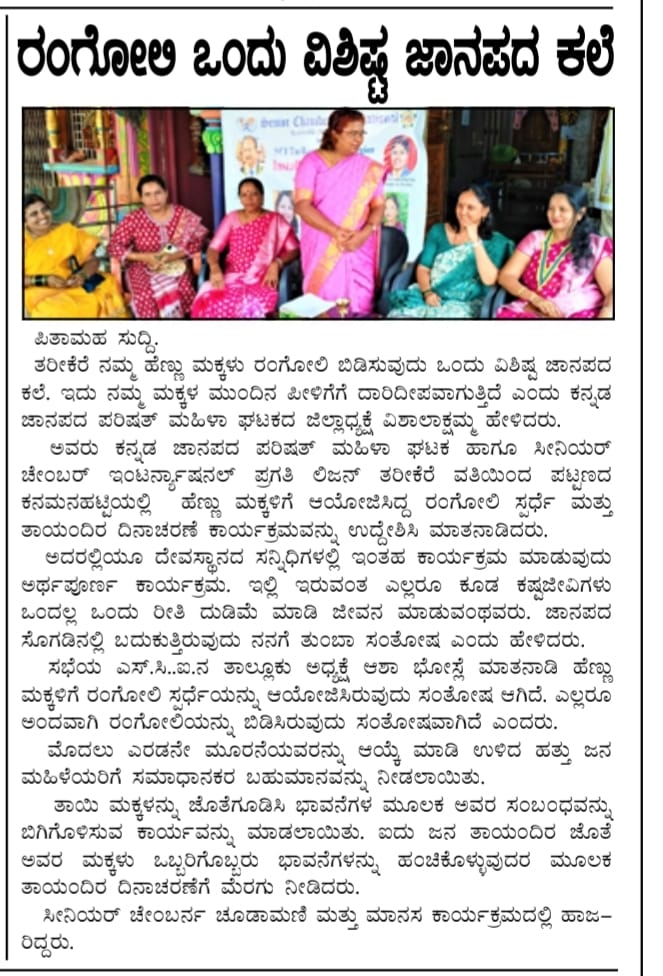 ರಂಗೋಲಿ ಒಂದು ವಿಶಿಷ್ಟ ಜಾನಪದ ಕಲೆ
Senior Chamber
ಪಿತಾಮಹ ಸುದ್ದಿ.
ತರೀಕೆರೆ ನಮ್ಮ ಹೆಣ್ಣು ಮಕ್ಕಳು ರಂಗೋಲಿ ಬಿಡಿಸುವುದು ಒಂದು ವಿಶಿಷ್ಟ ಜಾನಪದ
ಕಲೆ. ಇದು ನಮ್ಮ ಮಕ್ಕಳ ಮುಂದಿನ ಪೀಳಿಗೆಗೆ ದಾರಿದೀಪವಾಗುತ್ತಿದೆ ಎಂದು ಕನ್ನಡ
ಜಾನಪದ ಪರಿಷತ್ ಮಹಿಳಾ ಘಟಕದ ಜಿಲ್ಲಾಧ್ಯಕ್ಷೆ ವಿಶಾಲಾಕ್ಷಮ್ಮ ಹೇಳಿದರು.
ಅವರು ಕನ್ನಡ ಜಾನಪದ ಪರಿಷತ್ ಮಹಿಳಾ ಘಟಕ ಹಾಗೂ ಸೀನಿಯರ್
ಚೇಂಬರ್ ಇಂಟರ್ನ್ಯಾಷನಲ್ ಪ್ರಗತಿ ಲಿಜನ್ ತರೀಕೆರೆ ವತಿಯಿಂದ ಪಟ್ಟಣದ
ಕನಮನಹಟ್ಟಿಯಲ್ಲಿ ಹೆಣ್ಣು ಮಕ್ಕಳಿಗೆ ಆಯೋಜಿಸಿದ್ದ ರಂಗೋಲಿ ಸ್ಪರ್ಧೆ ಮತ್ತು
ತಾಯಂದಿರ ದಿನಾಚರಣೆ ಕಾರ್ಯಕ್ರಮವನ್ನು ಉದ್ದೇಶಿಸಿ ಮಾತನಾಡಿದರು.
ಅದರಲ್ಲಿಯೂ ದೇವಸ್ಥಾನದ ಸನ್ನಿಧಿಗಳಲ್ಲಿ ಇಂತಹ ಕಾರ್ಯಕ್ರಮ ಮಾಡುವುದು
ಅರ್ಥಪೂರ್ಣ ಕಾರ್ಯಕ್ರಮ. ಇಲ್ಲಿ ಇರುವಂತ ಎಲ್ಲರೂ ಕೂಡ ಕಷ್ಟಜೀವಿಗಳು
ಒಂದಲ್ಲ ಒಂದು ರೀತಿ ದುಡಿಮೆ ಮಾಡಿ ಜೀವನ ಮಾಡುವಂಥವರು. ಜಾನಪದ
ಸೊಗಡಿನಲ್ಲಿ ಬದುಕುತ್ತಿರುವುದು ನನಗೆ ತುಂಬಾ ಸಂತೋಷ ಎಂದು ಹೇಳಿದರು.
ಸಭೆಯ ಎಸ್.ಸಿ..ಐ.ನ ತಾಲ್ಲೂಕು ಅಧ್ಯಕ್ಷೆ ಆಶಾ ಭೋಸ್ಲೆ ಮಾತನಾಡಿ ಹೆಣ್ಣು
ಮಕ್ಕಳಿಗೆ ರಂಗೋಲಿ ಸ್ಪರ್ಧೆಯನ್ನು ಆಯೋಜಿಸಿರುವುದು ಸಂತೋಷ ಆಗಿದೆ. ಎಲ್ಲರೂ
ಅಂದವಾಗಿ ರಂಗೋಲಿಯನ್ನು ಬಿಡಿಸಿರುವುದು ಸಂತೋಷವಾಗಿದೆ ಎಂದರು.
ಮೊದಲು ಎರಡನೇ ಮೂರನೆಯವರನ್ನು ಆಯ್ಕೆ ಮಾಡಿ ಉಳಿದ ಹತ್ತು ಜನ
ಮಹಿಳೆಯರಿಗೆ ಸಮಾಧಾನಕರ ಬಹುಮಾನವನ್ನು ನೀಡಲಾಯಿತು.
ತಾಯಿ ಮಕ್ಕಳನ್ನು ಜೊತೆಗೂಡಿಸಿ ಭಾವನೆಗಳ ಮೂಲಕ ಅವರ ಸಂಬಂಧವನ್ನು
ಬಿಗಿಗೊಳಿಸುವ ಕಾರ್ಯವನ್ನು ಮಾಡಲಾಯಿತು. ಐದು ಜನ ತಾಯಂದಿರ ಜೊತೆ
ಅವರ ಮಕ್ಕಳು ಒಬ್ಬರಿಗೊಬ್ಬರು ಭಾವನೆಗಳನ್ನು ಹಂಚಿಕೊಳ್ಳುವುದರ ಮೂಲಕ
ತಾಯಂದಿರ ದಿನಾಚರಣೆಗೆ ಮೆರಗು ನೀಡಿದರು.
ಸೀನಿಯರ್ ಚೇಂಬರ್ನ ಚೂಡಾಮಣಿ ಮತ್ತು ಮಾನಸ ಕಾರ್ಯಕ್ರಮದಲ್ಲಿ ಹಾಜ-
ರಿದ್ದರು.